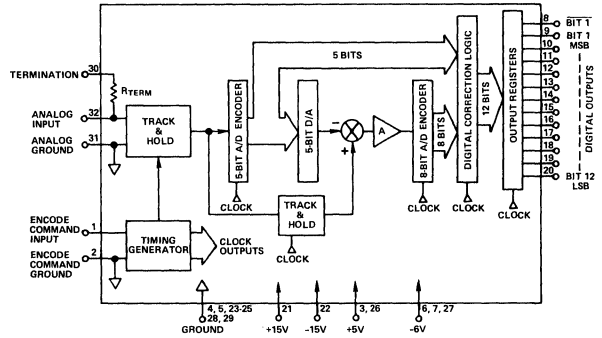 TERMINATION 30
RTERM
ANALOG INPUT 32
31
ANALOG GROUND
TRACK & HOLD
ENCODE COMMAND INPUT 1
2
ENCODE COMMAND GROUND
TIMING GENERATOR
CLOCK OUTPUTS
5-BIT A/D ENCODER
CLOCK
5 BITS
5-BIT D/A
TRACK & HOLD
CLOCK
−
+
A
8-BIT A/D ENCODER
CLOCK
8 BITS
DIGITAL CORRECTION LOGIC
CLOCK
12 BITS
OUTPUT REGISTERS
CLOCK
8 BIT 1
9 BIT 1
10 MSB
11
12
13
14
15
16
17
18
19
20 BIT 12
LSB
DIGITAL OUTPUTS
4, 5, 23-25
28, 29
GROUND
21
+15V
22
-15V
3, 26
+5V
6, 7, 27
-6V